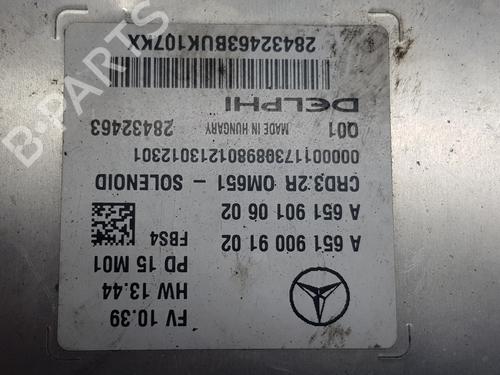 FV 10.39
HW 13.44
PD 15 M01
FBS4
A 651 900 91 02
A 651 901 06 02
CRD3.2R OM651 - SOLENOID
28432463
MADE IN HUNGARY
Q01
DELPHI
28432463BUK107KX
B-PARTS